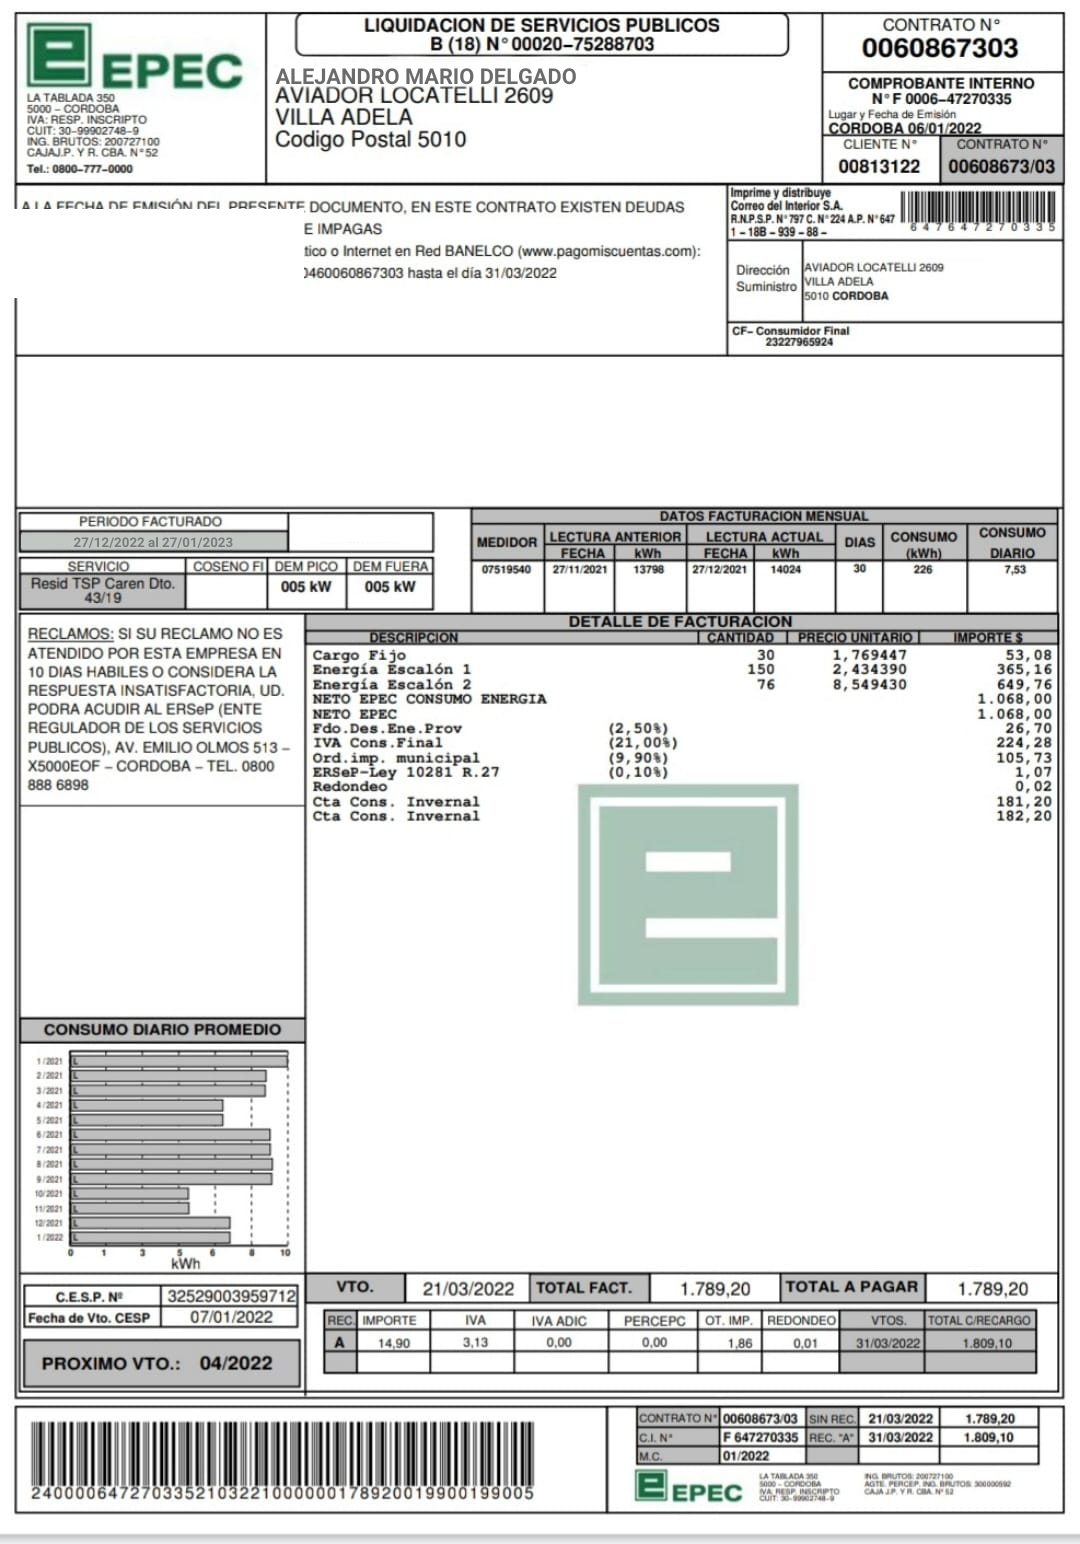 EPEC
LA TABLADA 350
5000 – CORDOBA
IVA: RESP. INSCRIPTO
CUIT: 30–99902748–9
ING. BRUTOS: 200727100
CAJAJ.P. Y R. CBA. N° 52
Tel.: 0800–777–0000
LIQUIDACION DE SERVICIOS PUBLICOS
B (18) N° 00020–75288703
ALEJANDRO MARIO DELGADO
AVIADOR LOCATELLI 2609
VILLA ADELA
Codigo Postal 5010
CONTRATO N°
0060867303
COMPROBANTE INTERNO
N° F 0006–47270335
Lugar y Fecha de Emisión
CORDOBA 06/01/2022
CLIENTE N° CONTRATO N°
00813122 00608673/03
A LA FECHA DE EMISIÓN DEL PRESENTE DOCUMENTO, EN ESTE CONTRATO EXISTEN DEUDAS
E IMPAGAS
tico o Internet en Red BANELCO (www.pagomiscuentas.com):
0460060867303 hasta el día 31/03/2022
Imprime y distribuye
Correo del Interior S.A.
R.N.P.S.P. N° 797 C. N° 224 A.P. N° 647
1 – 18B – 939 – 88 –
647647270335
Dirección Suministro
AVIADOR LOCATELLI 2609
VILLA ADELA
5010 CORDOBA
CF– Consumidor Final
23227965924
PERIODO FACTURADO
27/12/2022 al 27/01/2023
SERVICIO COSENO FI DEM PICO DEM FUERA
Resid TSP Caren Dto. 005 kW 005 kW
43/19
DATOS FACTURACION MENSUAL
MEDIDOR LECTURA ANTERIOR LECTURA ACTUAL DIAS CONSUMO (kWh) CONSUMO DIARIO
FECHA kWh FECHA kWh
07519540 27/11/2021 13798 27/12/2021 14024 30 226 7,53
RECLAMOS: SI SU RECLAMO NO ES
ATENDIDO POR ESTA EMPRESA EN
10 DIAS HABILES O CONSIDERA LA
RESPUESTA INSATISFACTORIA, UD.
PODRA ACUDIR AL ERSeP (ENTE
REGULADOR DE LOS SERVICIOS
PUBLICOS), AV. EMILIO OLMOS 513 –
X5000EOF – CORDOBA – TEL. 0800
888 6898
DETALLE DE FACTURACION
DESCRIPCION CANTIDAD PRECIO UNITARIO IMPORTE $
Cargo Fijo 30 1,769447 53,08
Energía Escalón 1 150 2,434390 365,16
Energía Escalón 2 76 8,549430 649,76
NETO EPEC CONSUMO ENERGIA 1.068,00
NETO EPEC 1.068,00
Fdo.Des.Ene.Prov (2,50%) 26,70
IVA Cons.Final (21,00%) 224,28
Ord.imp. municipal (9,90%) 105,73
ERSeP–Ley 10281 R.27 (0,10%) 1,07
Redondeo 0,02
Cta Cons. Invernal 181,20
Cta Cons. Invernal 182,20
CONSUMO DIARIO PROMEDIO
1/2021 L
2/2021 L
3/2021 L
4/2021 L
5/2021 L
6/2021 L
7/2021 L
8/2021 L
9/2021 L
10/2021 L
11/2021 L
12/2021 L
1/2022 L
0 1 3 5 6 8 10
kWh
C.E.S.P. Nº 32529003959712
Fecha de Vto. CESP 07/01/2022
PROXIMO VTO.: 04/2022
VTO. 21/03/2022 TOTAL FACT. 1.789,20 TOTAL A PAGAR 1.789,20
REC. IMPORTE IVA IVA ADIC PERCEPC OT. IMP. REDONDEO VTOS. TOTAL C/RECARGO
A 14,90 3,13 0,00 0,00 1,86 0,01 31/03/2022 1.809,10
2400006472703352103221000000178920019900199005
CONTRATO N° 00608673/03 SIN REC. 21/03/2022 1.789,20
C.I. N° F 647270335 REC. "A" 31/03/2022 1.809,10
M.C. 01/2022
EPEC
LA TABLADA 350
5000 – CORDOBA
IVA: RESP. INSCRIPTO
CUIT: 30–99902748–9
ING. BRUTOS: 200727100
AGTE. PERCEP. ING. BRUTOS: 300000592
CAJA J.P. Y R. CBA. N° 52